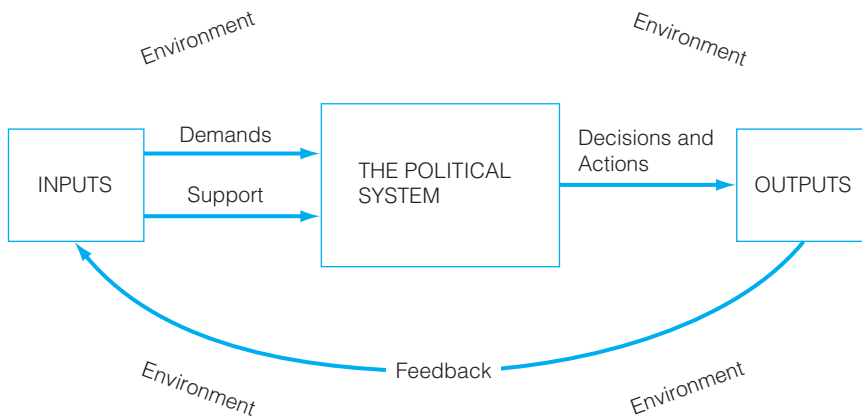 Environment
Environment
Demands
Decisions and
Actions
INPUTS
THE POLITICAL
SYSTEM
OUTPUTS
Support
Feedback
Environment
Environment